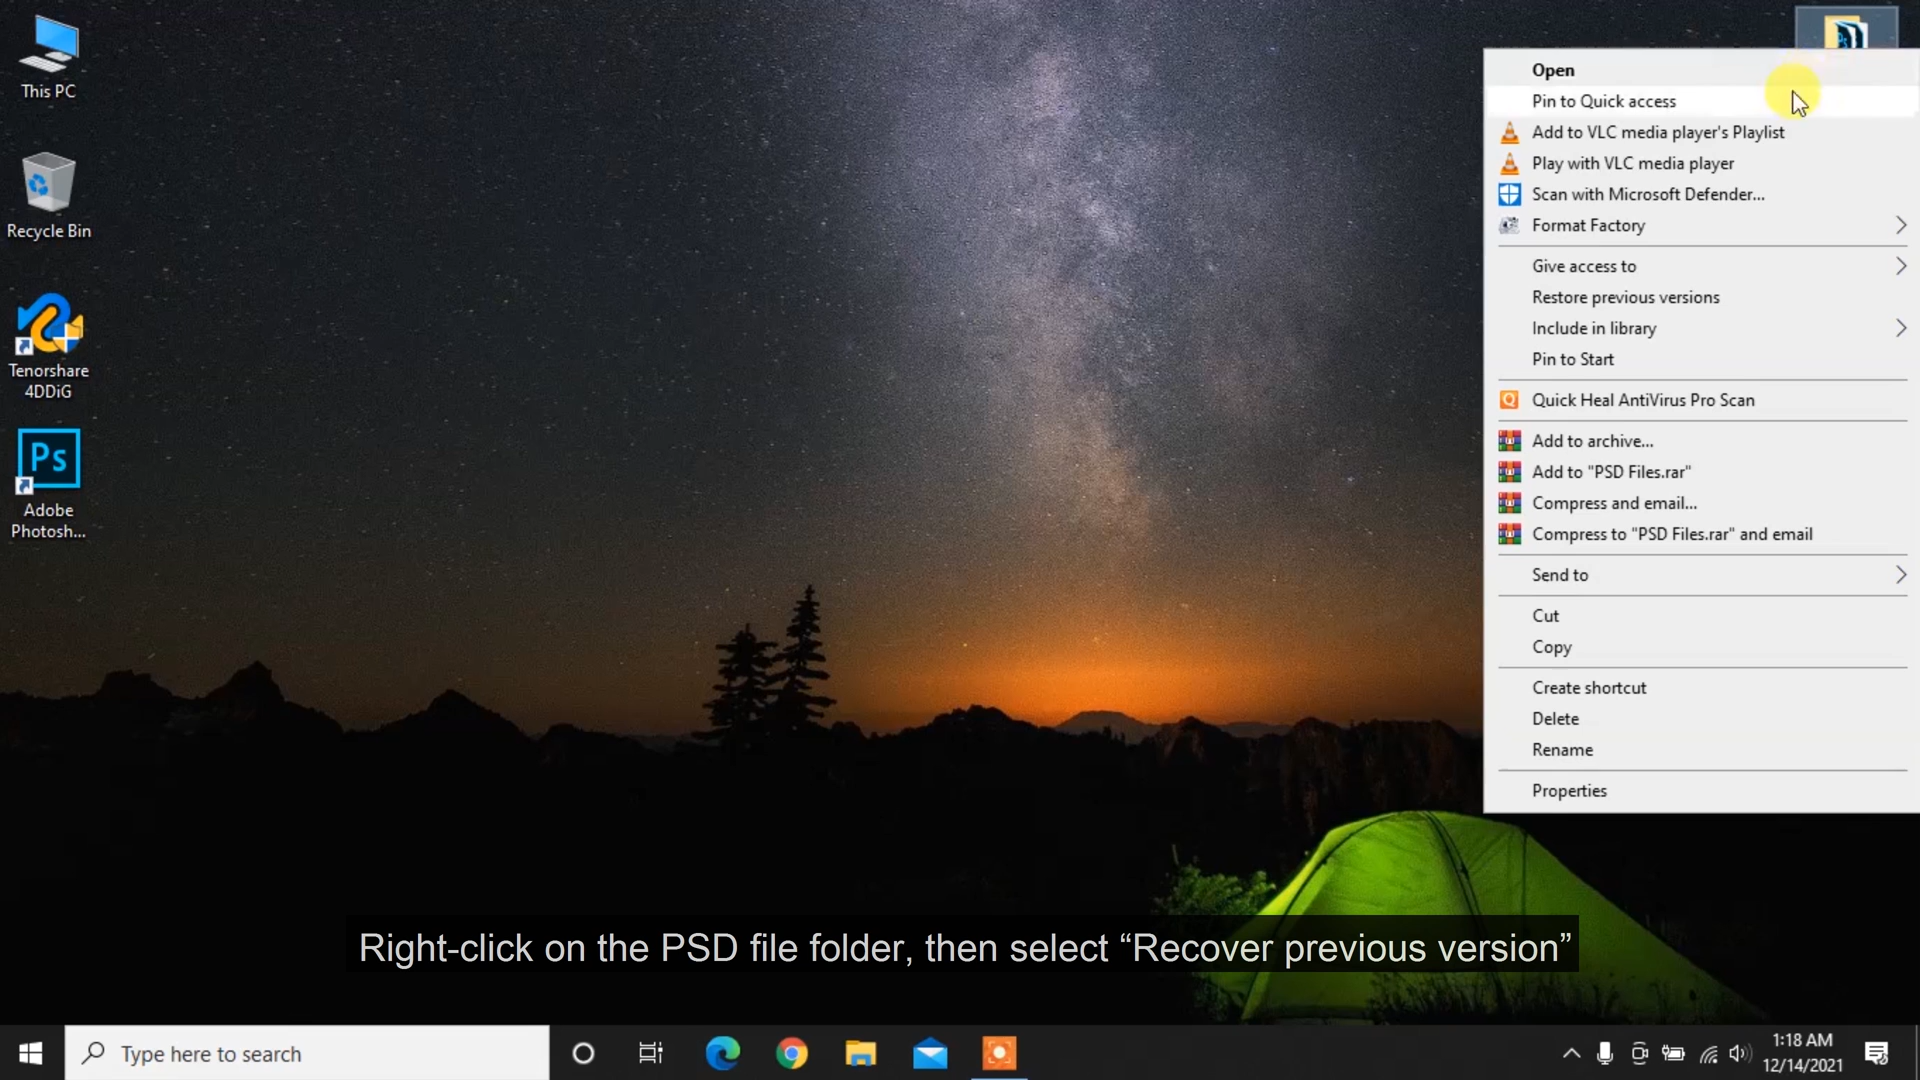 This PC
Recycle Bin
Tenorshare
4DDiG
Ps
Adobe
Photosh...
Ps
Open
Pin to Quick access
Add to VLC media player's Playlist
Play with VLC media player
Scan with Microsoft Defender...
Format Factory
Give access to
Restore previous versions
Include in library
Pin to Start
Quick Heal AntiVirus Pro Scan
Add to archive...
Add to "PSD Files.rar"
Compress and email...
Compress to "PSD Files.rar" and email
Send to
Cut
Copy
Create shortcut
Delete
Rename
Properties
Right-click on the PSD file folder, then select “Recover previous version”
Type here to search
1:18 AM
12/14/2021